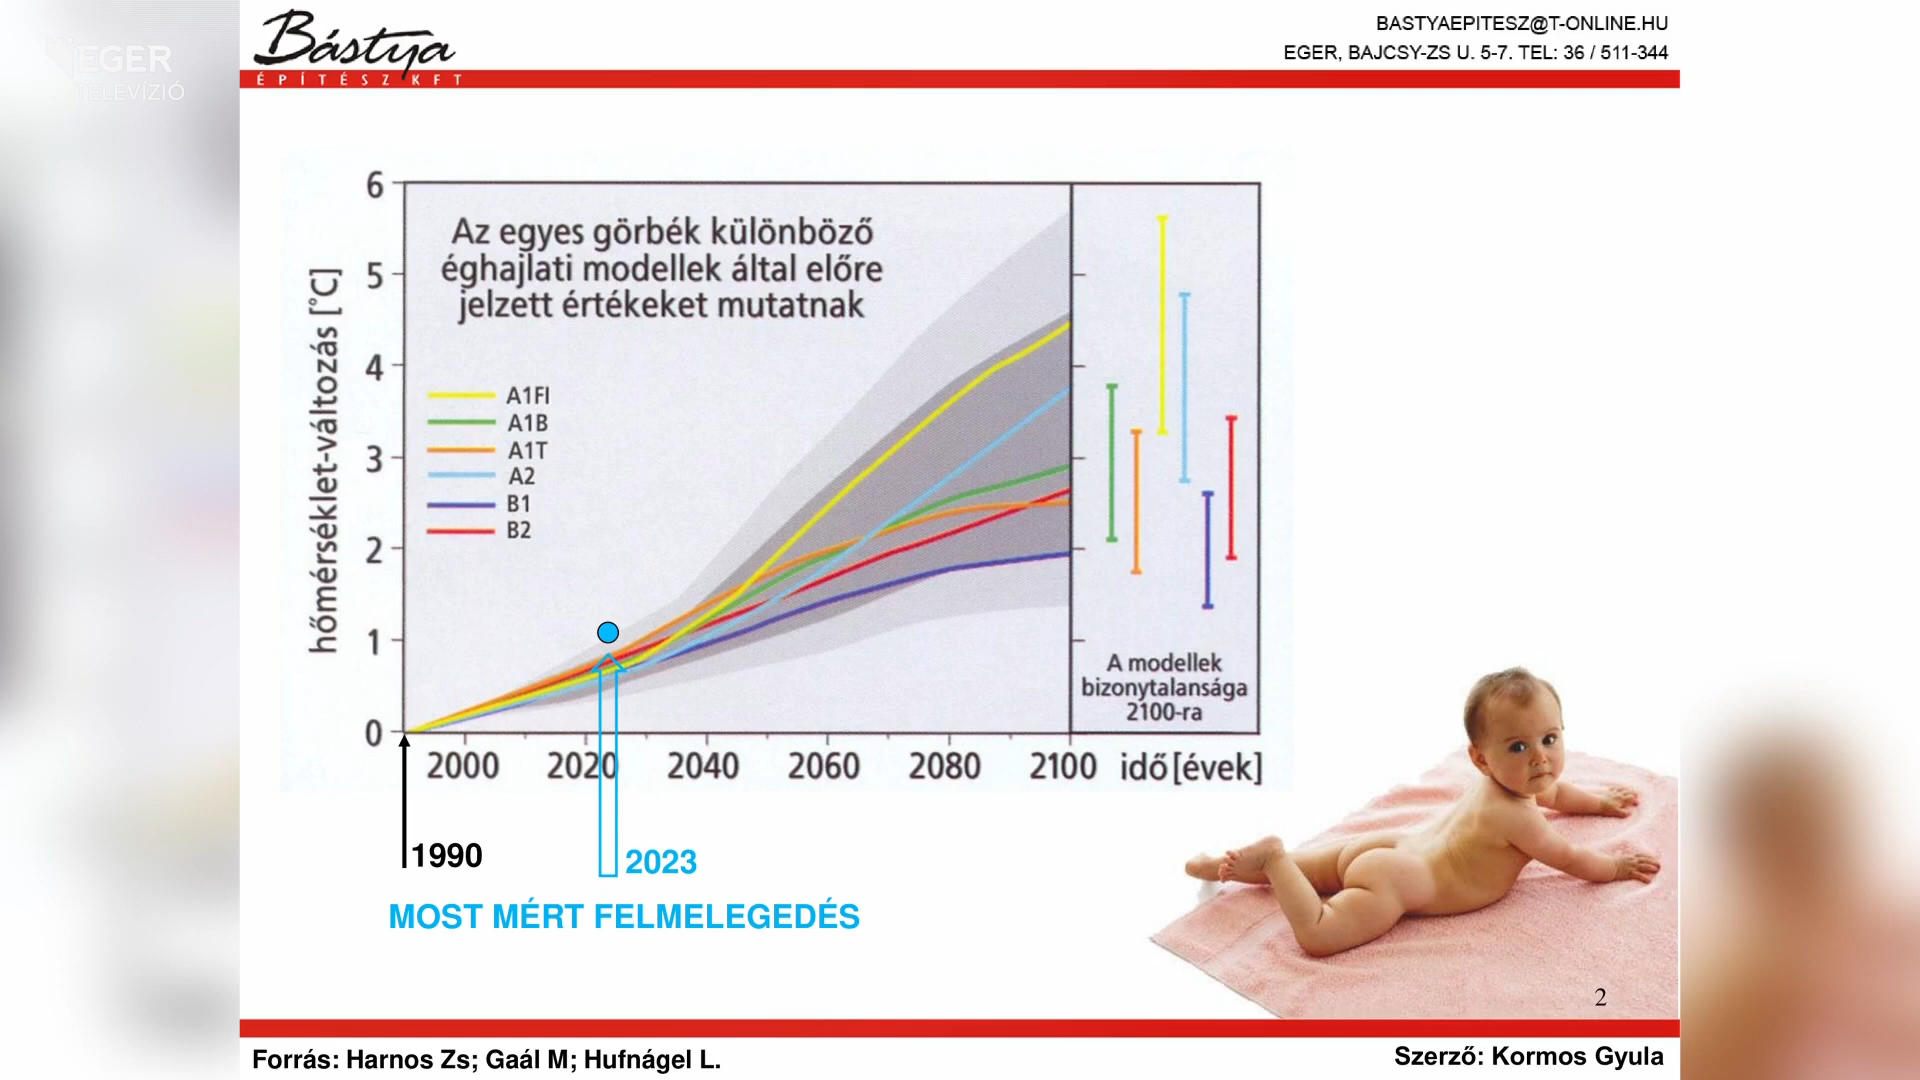 EGER
TELEVÍZIÓ
Bástya
ÉPÍTÉSZ KFT
BASTYAEPITESZ@T-ONLINE.HU
EGER, BAJCSY-ZS U. 5-7. TEL: 36 / 511-344
Az egyes görbék különböző
éghajlati modellek által előre
jelzett értékeket mutatnak
hőmérséklet-változás [°C]
6
5
4
3
2
1
0
A1FI
A1B
A1T
A2
B1
B2
A modellek
bizonytalansága
2100-ra
2000 2020 2040 2060 2080 2100 idő [évek]
1990
2023
MOST MÉRT FELMELEGEDÉS
2
Forrás: Harnos Zs; Gaál M; Hufnágel L.
Szerző: Kormos Gyula